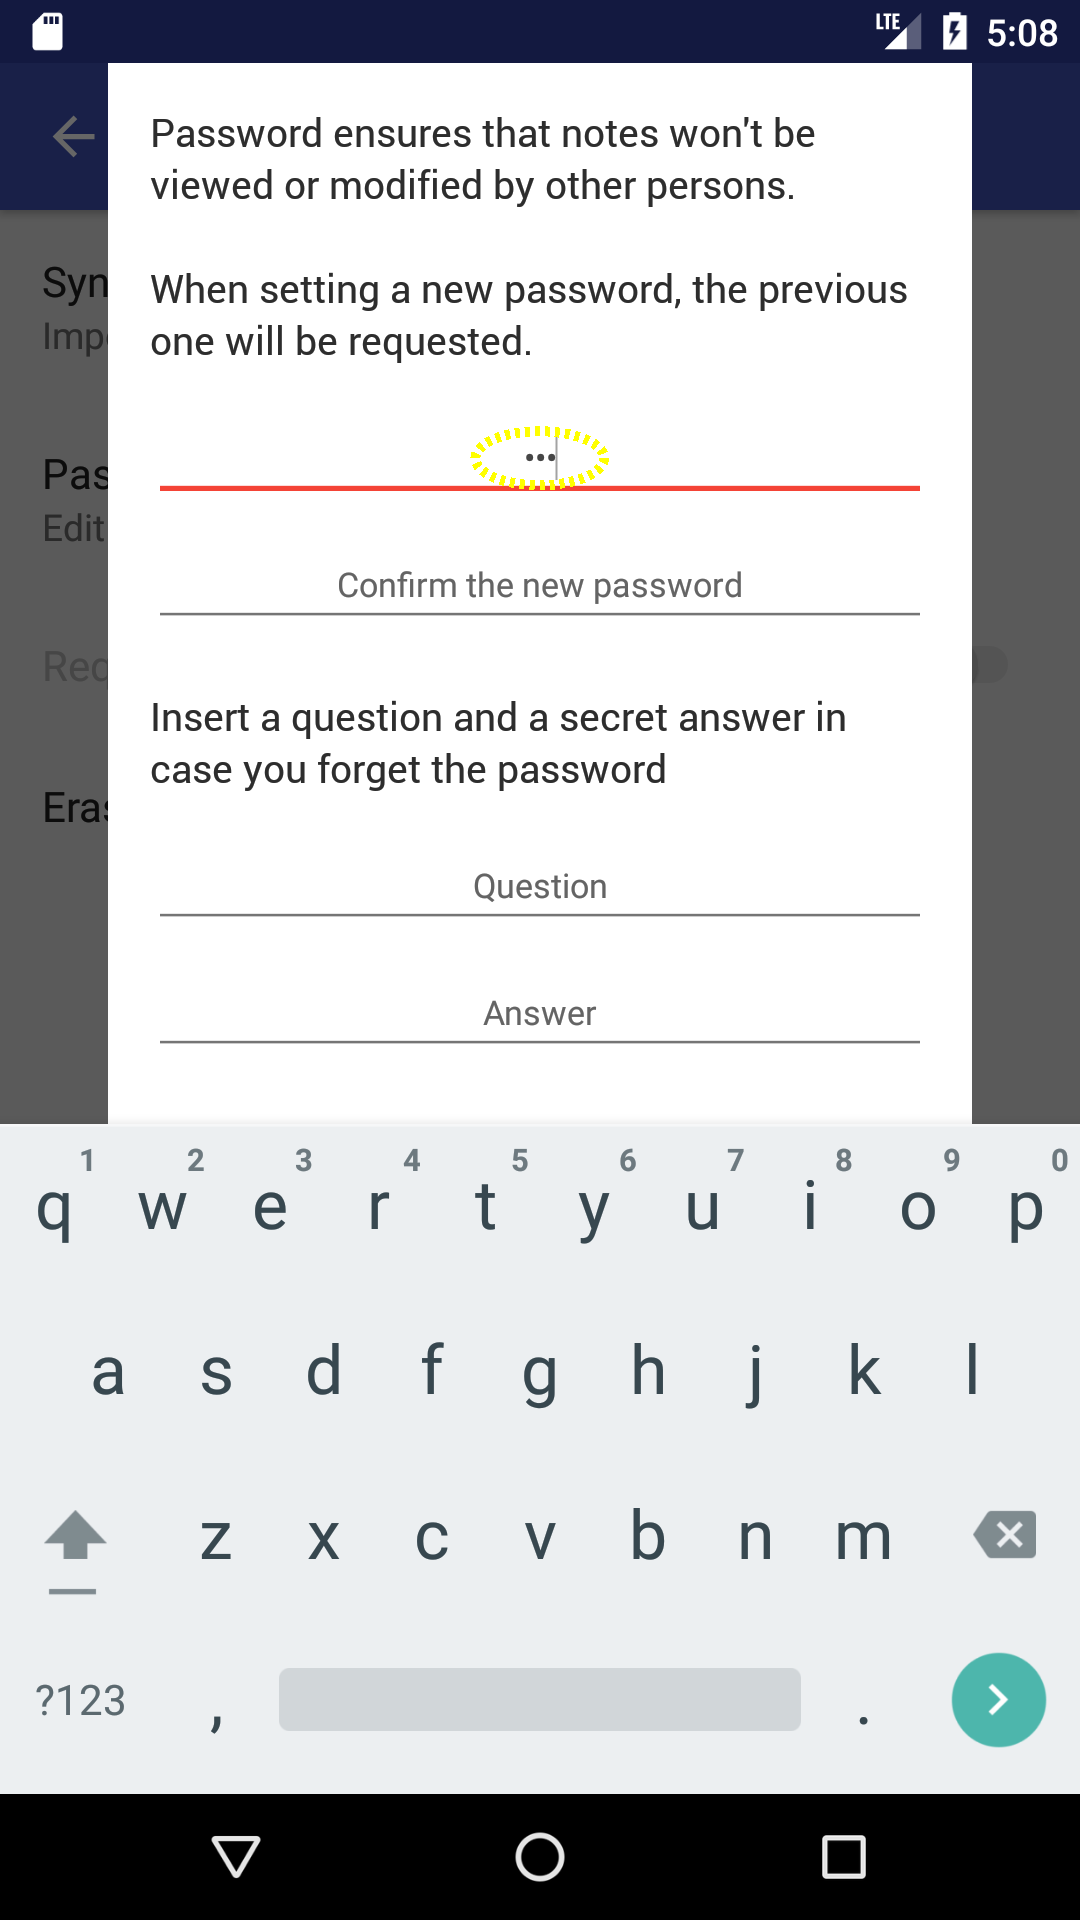 LTE 5:08
Password ensures that notes won't be
viewed or modified by other persons.
When setting a new password, the previous
one will be requested.
Syn
Impo
•••
Pas
Edit
Confirm the new password
Req
Insert a question and a secret answer in
case you forget the password
Eras
Question
Answer
1 2 3 4 5 6 7 8 9 0
q w e r t y u i o p
a s d f g h j k l
z x c v b n m
?123 , .